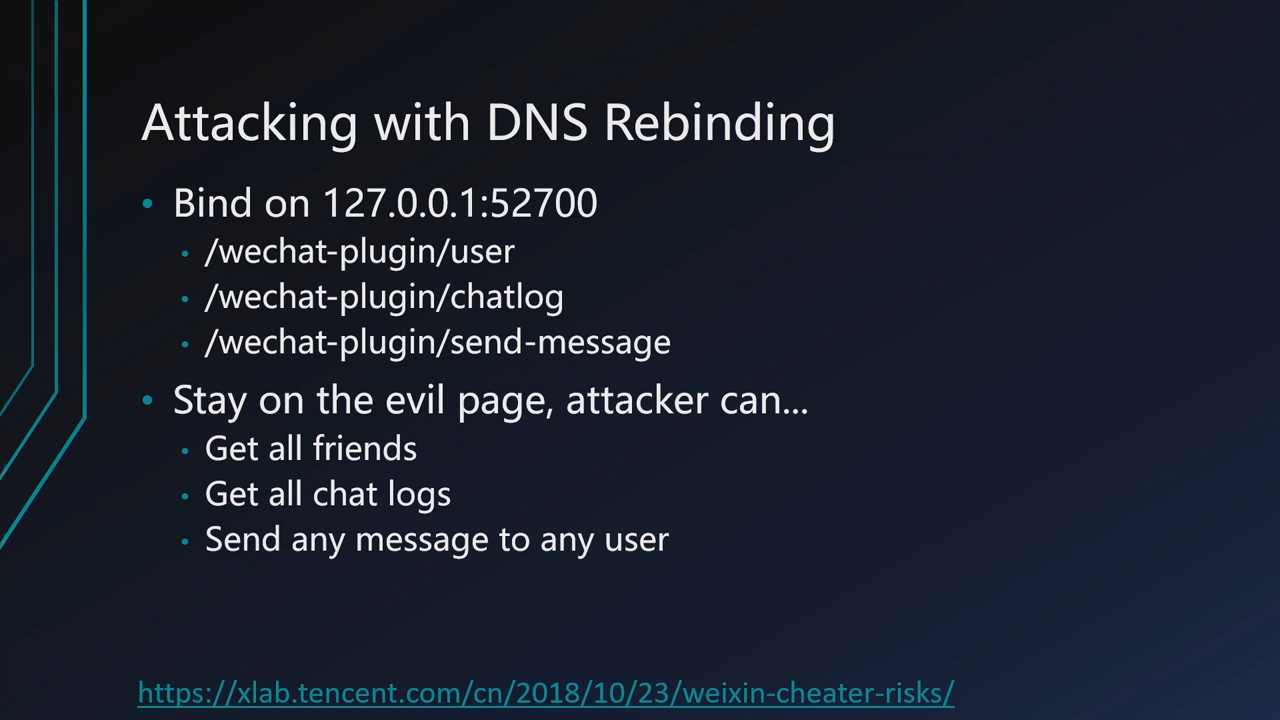 Attacking with DNS Rebinding
• Bind on 127.0.0.1:52700
• /wechat-plugin/user
• /wechat-plugin/chatlog
• /wechat-plugin/send-message
• Stay on the evil page, attacker can...
• Get all friends
• Get all chat logs
• Send any message to any user
https://xlab.tencent.com/cn/2018/10/23/weixin-cheater-risks/